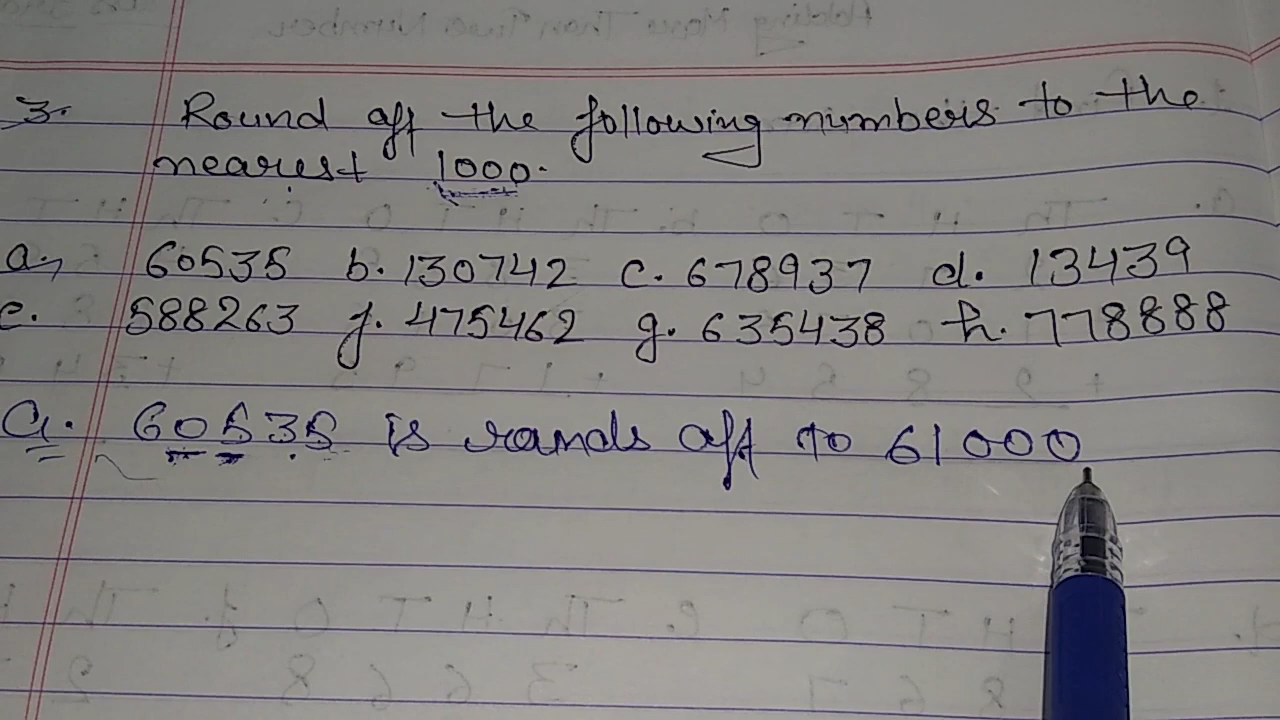 3. Round off the following numbers to the
nearest 1000.
a, 60535 b. 130742 c. 678937 d. 13439
e. 588263 f. 475462 g. 635438 h. 778888
a. 60535 is rounds off to 61000